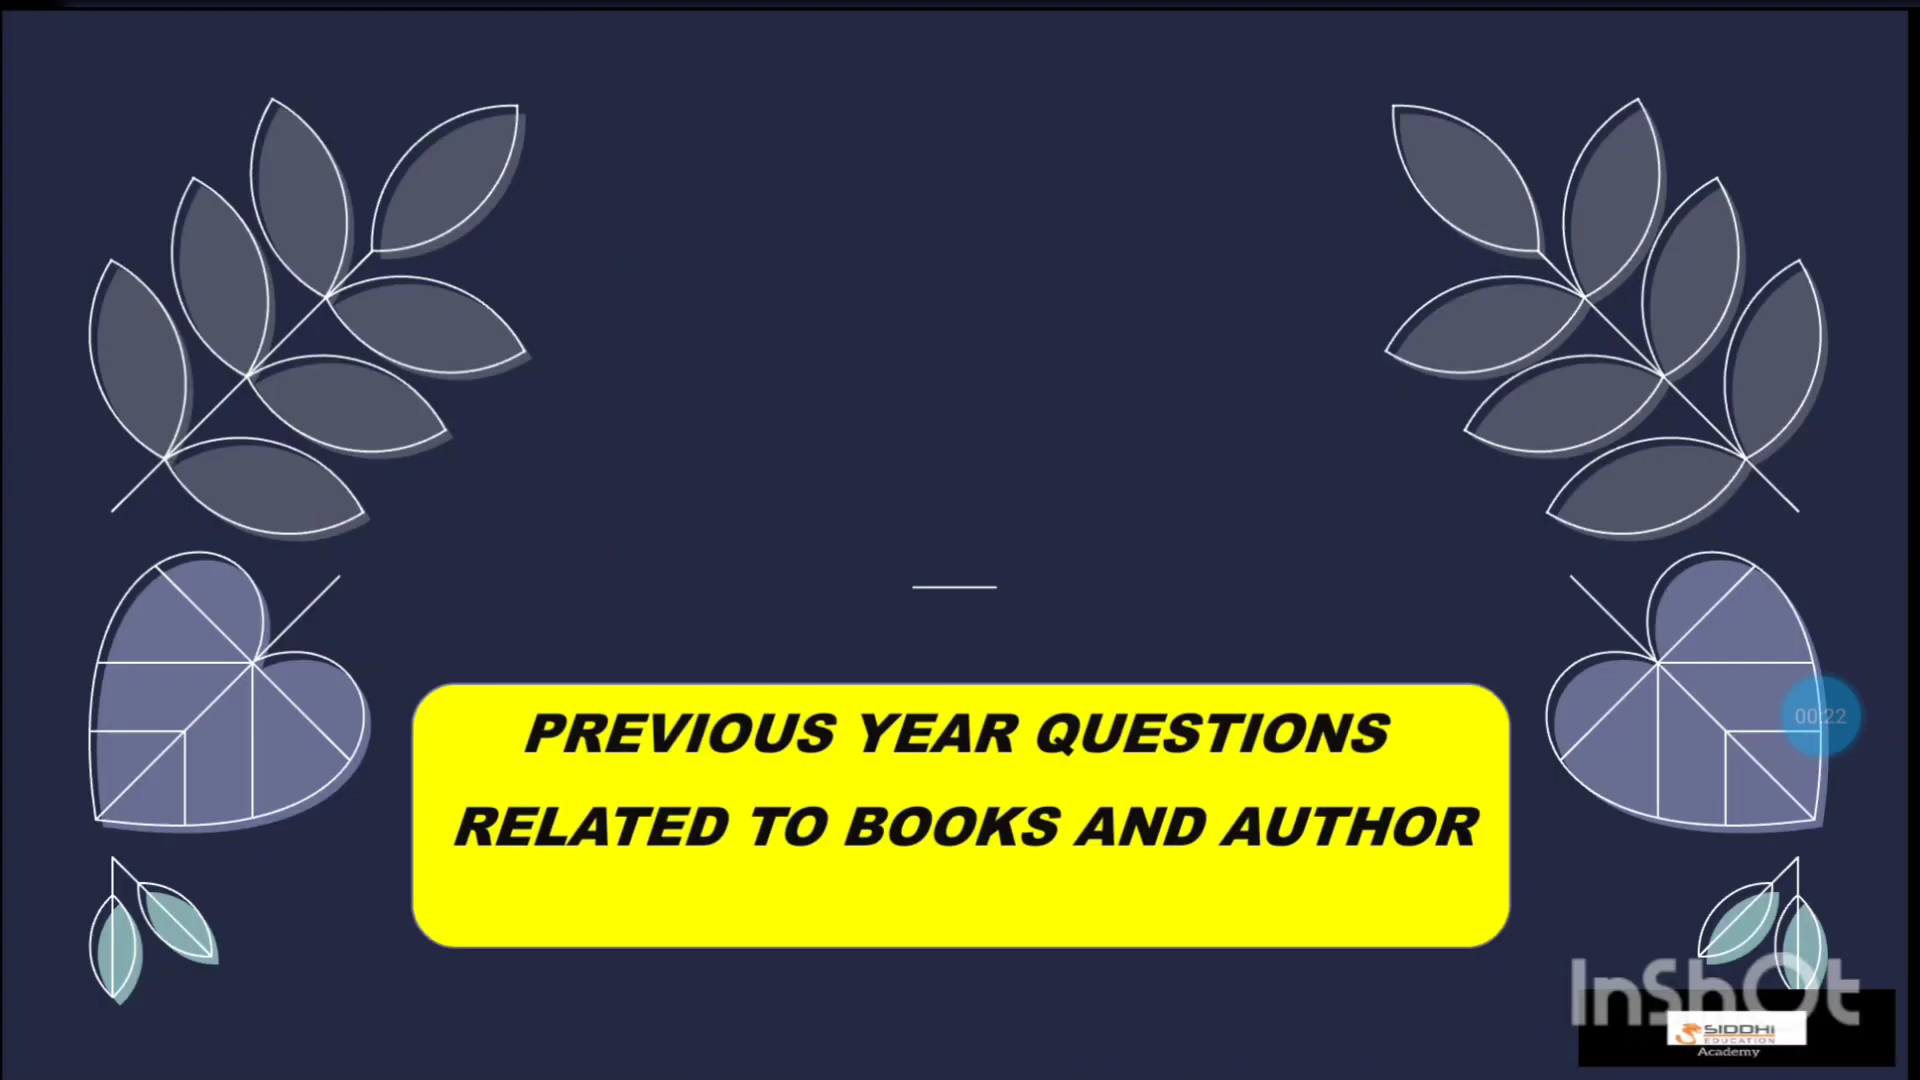 PREVIOUS YEAR QUESTIONS
RELATED TO BOOKS AND AUTHOR
00:22
InShOt
SIDDHI
EDUCATION
Academy